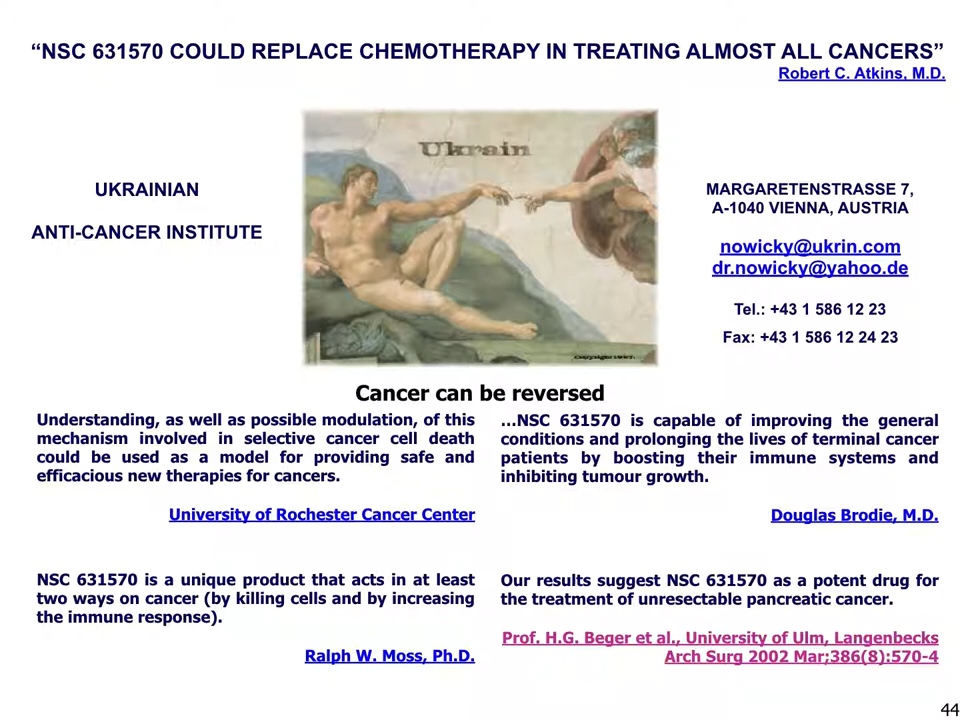 “NSC 631570 COULD REPLACE CHEMOTHERAPY IN TREATING ALMOST ALL CANCERS”
Robert C. Atkins, M.D.
Ukrain
UKRAINIAN
ANTI-CANCER INSTITUTE
MARGARETENSTRASSE 7,
A-1040 VIENNA, AUSTRIA
nowicky@ukrin.com
dr.nowicky@yahoo.de
Tel.: +43 1 586 12 23
Fax: +43 1 586 12 24 23
Copyright 1997.
Cancer can be reversed
Understanding, as well as possible modulation, of this
mechanism involved in selective cancer cell death
could be used as a model for providing safe and
efficacious new therapies for cancers.
University of Rochester Cancer Center
…NSC 631570 is capable of improving the general
conditions and prolonging the lives of terminal cancer
patients by boosting their immune systems and
inhibiting tumour growth.
Douglas Brodie, M.D.
NSC 631570 is a unique product that acts in at least
two ways on cancer (by killing cells and by increasing
the immune response).
Ralph W. Moss, Ph.D.
Our results suggest NSC 631570 as a potent drug for
the treatment of unresectable pancreatic cancer.
Prof. H.G. Beger et al., University of Ulm, Langenbecks
Arch Surg 2002 Mar;386(8):570-4
44